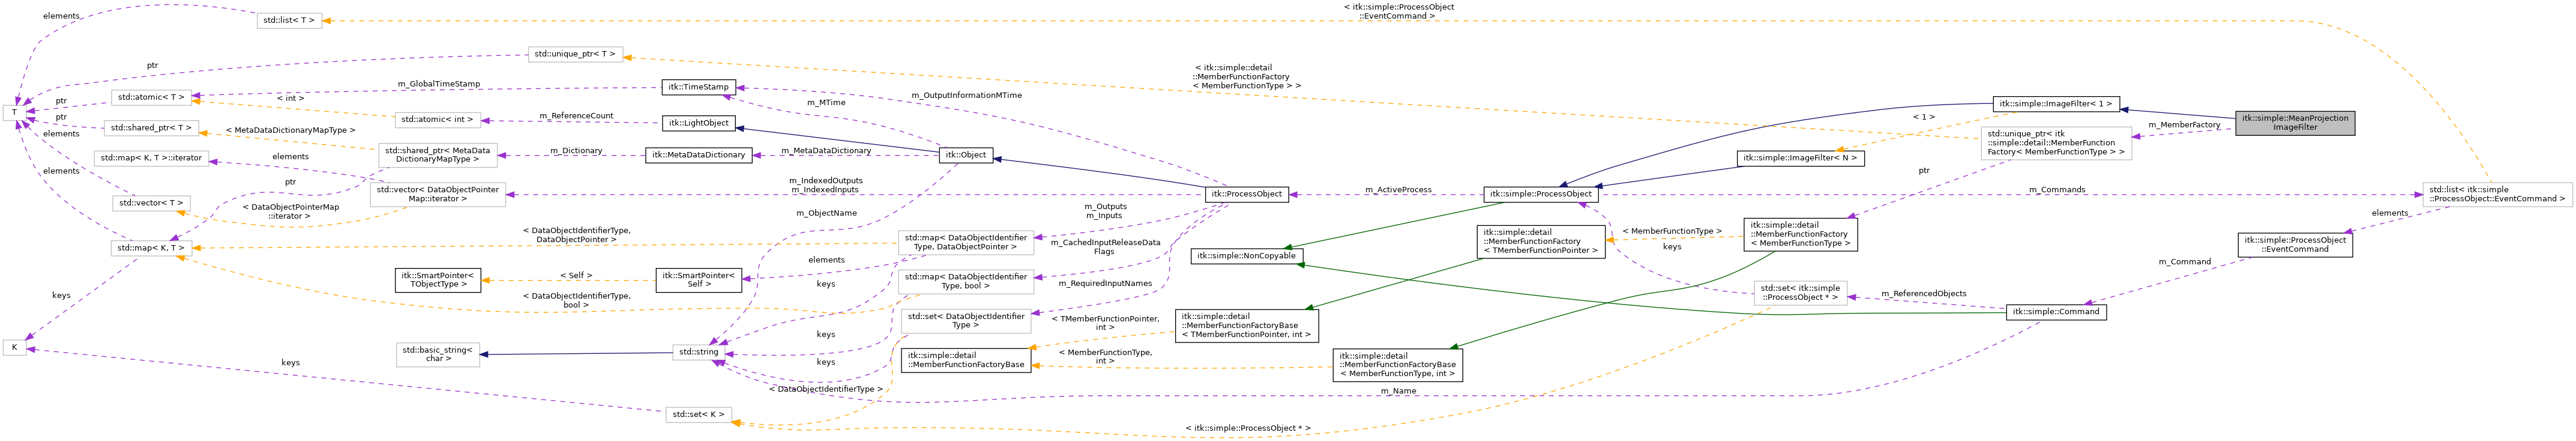 elements
std::list< T >
< itk::simple::ProcessObject
::EventCommand >
std::unique_ptr< T >
ptr
< itk::simple::detail
::MemberFunctionFactory
< MemberFunctionType > >
m_GlobalTimeStamp
itk::TimeStamp
m_OutputInformationMTime
std::atomic< T >
ptr
< int >
m_MTime
itk::simple::ImageFilter< 1 >
T
ptr
std::atomic< int >
m_ReferenceCount
itk::LightObject
< 1 >
itk::simple::MeanProjection
ImageFilter
m_MemberFactory
std::shared_ptr< T >
< MetaDataDictionaryMapType >
elements
std::unique_ptr< itk
::simple::detail::MemberFunction
Factory< MemberFunctionType > >
std::map< K, T >::iterator
elements
std::shared_ptr< MetaData
DictionaryMapType >
m_Dictionary
itk::MetaDataDictionary
m_MetaDataDictionary
itk::Object
itk::simple::ImageFilter< N >
elements
ptr
ptr
std::vector< T >
std::vector< DataObjectPointer
Map::iterator >
m_IndexedOutputs
m_IndexedInputs
itk::ProcessObject
m_ActiveProcess
itk::simple::ProcessObject
m_Commands
std::list< itk::simple
::ProcessObject::EventCommand >
< DataObjectPointerMap
::iterator >
m_ObjectName
m_Outputs
m_Inputs
elements
std::map< K, T >
< DataObjectIdentifierType,
DataObjectPointer >
std::map< DataObjectIdentifier
Type, DataObjectPointer >
m_CachedInputReleaseData
Flags
itk::simple::NonCopyable
itk::simple::detail
::MemberFunctionFactory
< TMemberFunctionPointer >
< MemberFunctionType >
keys
itk::simple::detail
::MemberFunctionFactory
< MemberFunctionType >
itk::simple::ProcessObject
::EventCommand
m_Command
elements
itk::SmartPointer<
TObjectType >
< Self >
itk::SmartPointer<
Self >
keys
std::map< DataObjectIdentifier
Type, bool >
m_RequiredInputNames
keys
< DataObjectIdentifierType,
bool >
std::set< itk::simple
::ProcessObject * >
m_ReferencedObjects
itk::simple::Command
std::set< DataObjectIdentifier
Type >
< TMemberFunctionPointer,
int >
itk::simple::detail
::MemberFunctionFactoryBase
< TMemberFunctionPointer, int >
keys
K
std::basic_string<
char >
std::string
keys
itk::simple::detail
::MemberFunctionFactoryBase
< MemberFunctionType,
int >
itk::simple::detail
::MemberFunctionFactoryBase
< MemberFunctionType, int >
keys
< DataObjectIdentifierType >
m_Name
std::set< K >
< itk::simple::ProcessObject * >